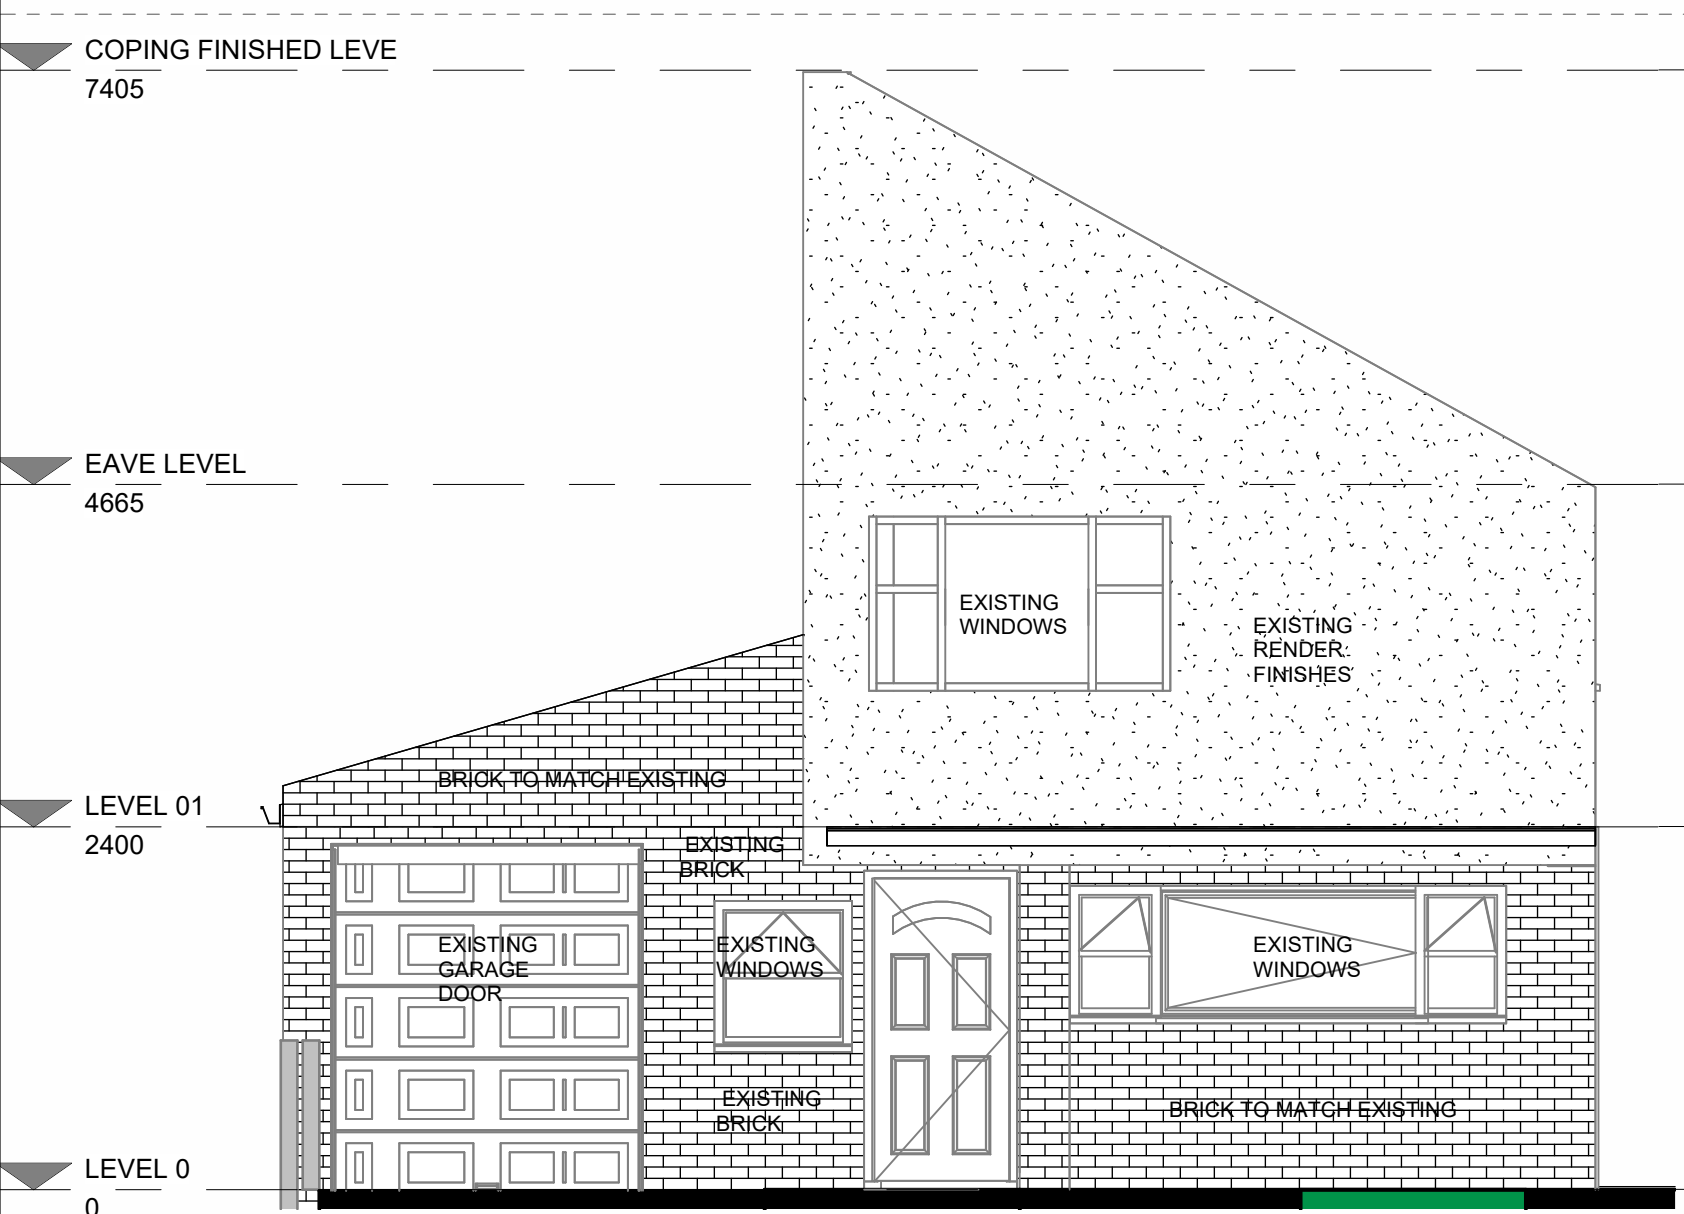 COPING FINISHED LEVE
7405
EAVE LEVEL
4665
EXISTING
WINDOWS
EXISTING
RENDER
FINISHES
BRICK TO MATCH EXISTING
LEVEL 01
2400
EXISTING
BRICK
EXISTING
GARAGE
DOOR
EXISTING
WINDOWS
EXISTING
WINDOWS
EXISTING
BRICK
BRICK TO MATCH EXISTING
LEVEL 0
0